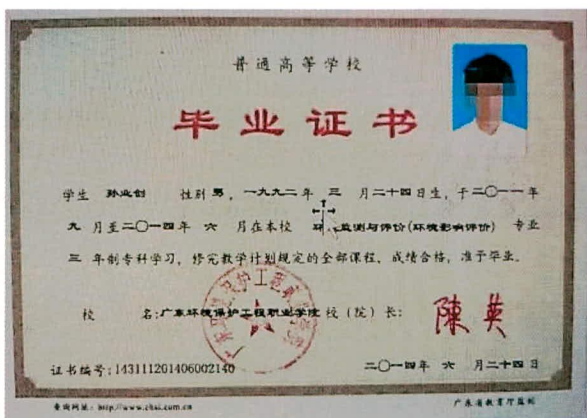 普通高等学校
毕业证书
学生 孙业创 性别 男，一九九二年 三 月二十四日生，于二〇一一年
九 月至二〇一四年 六 月在本校 环 监测与评价(环境影响评价) 专业
三 年制专科学习，修完教学计划规定的全部课程，成绩合格，准予毕业。
校 名:广东环境保护工程职业学院 校（院）长: 陳英
证书编号:143111201406002140 二〇一四年 六 月二十四日
查询网址: http://www.chsi.com.cn 广东省教育厅监制